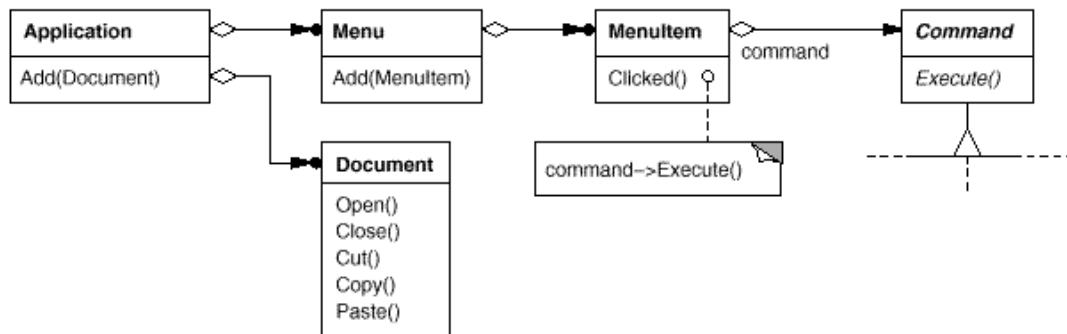 Application
Add(Document)
Menu
Add(MenuItem)
MenuItem
Clicked()
command
Command
Execute()
command->Execute()
Document
Open()
Close()
Cut()
Copy()
Paste()